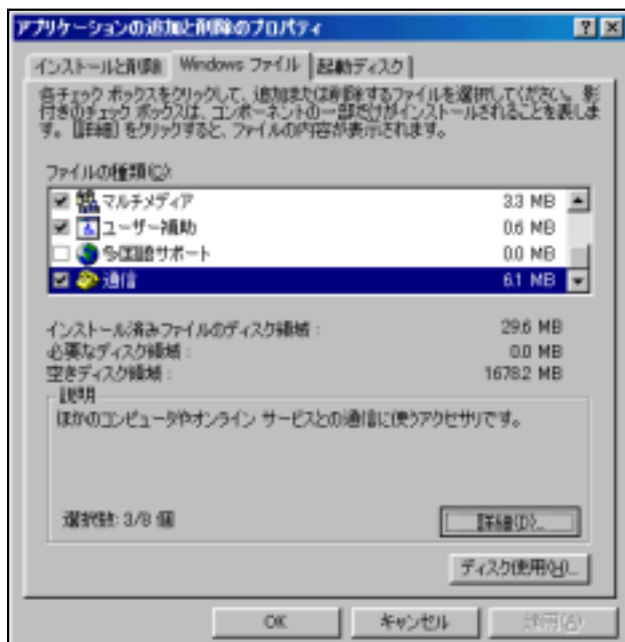 アプリケーションの追加と削除のプロパティ
インストールと削除 Windows ファイル 起動ディスク
各チェック ボックスをクリックして、追加または削除するファイルを選択してください。影
付きのチェック ボックスは、コンポーネントの一部だけがインストールされることを表しま
す。[詳細] をクリックすると、ファイルの内容が表示されます。
ファイルの種類(C):
マルチメディア 3.3 MB
ユーザー補助 0.6 MB
多国語サポート 0.0 MB
通信 6.1 MB
インストール済みファイルのディスク領域: 29.6 MB
必要なディスク領域: 0.0 MB
空きディスク領域: 1678.2 MB
説明
ほかのコンピュータやオンライン サービスとの通信に使うアクセサリです。
選択数: 3/8 個
詳細(D)...
ディスク使用(H)...
OK キャンセル 適用(A)